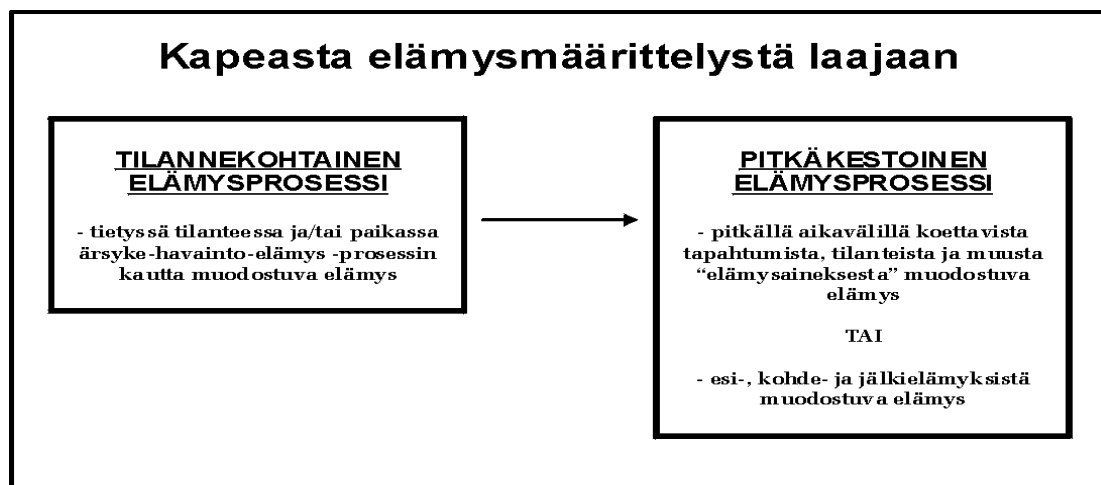 Kapeasta elämysmäärittelystä laajaan
TILANNEKOHTAINEN
ELÄMYSPROSESSI
- tietyssä tilanteessa ja/tai paikassa
ärsyke-havainto-elämys -prosessin
kautta muodostuva elämys
PITKÄKESTOINEN
ELÄMYSPROSESSI
- pitkällä aikavälillä koettavista
tapahtumista, tilanteista ja muusta
“elämysaineksesta” muodostuva
elämys
TAI
- esi-, kohde- ja jälkielämyksistä
muodostuva elämys